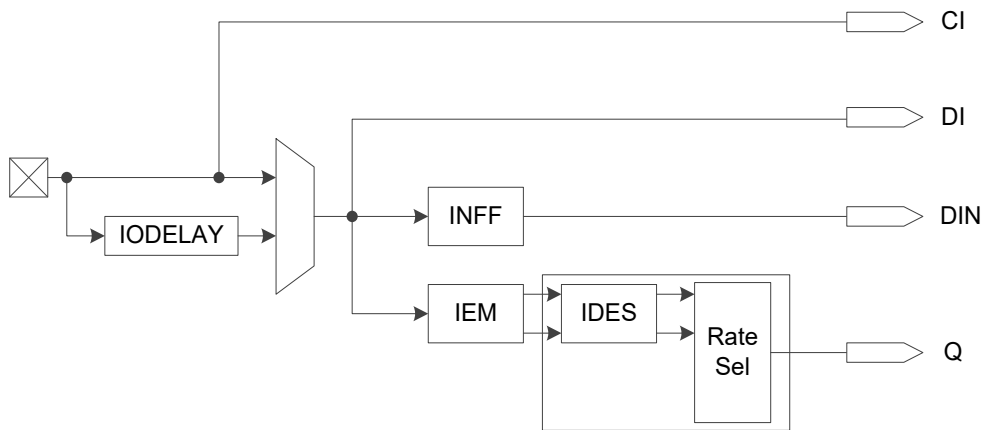 CI
DI
IODELAY
INFF
DIN
IEM
IDES
Rate
Sel
Q